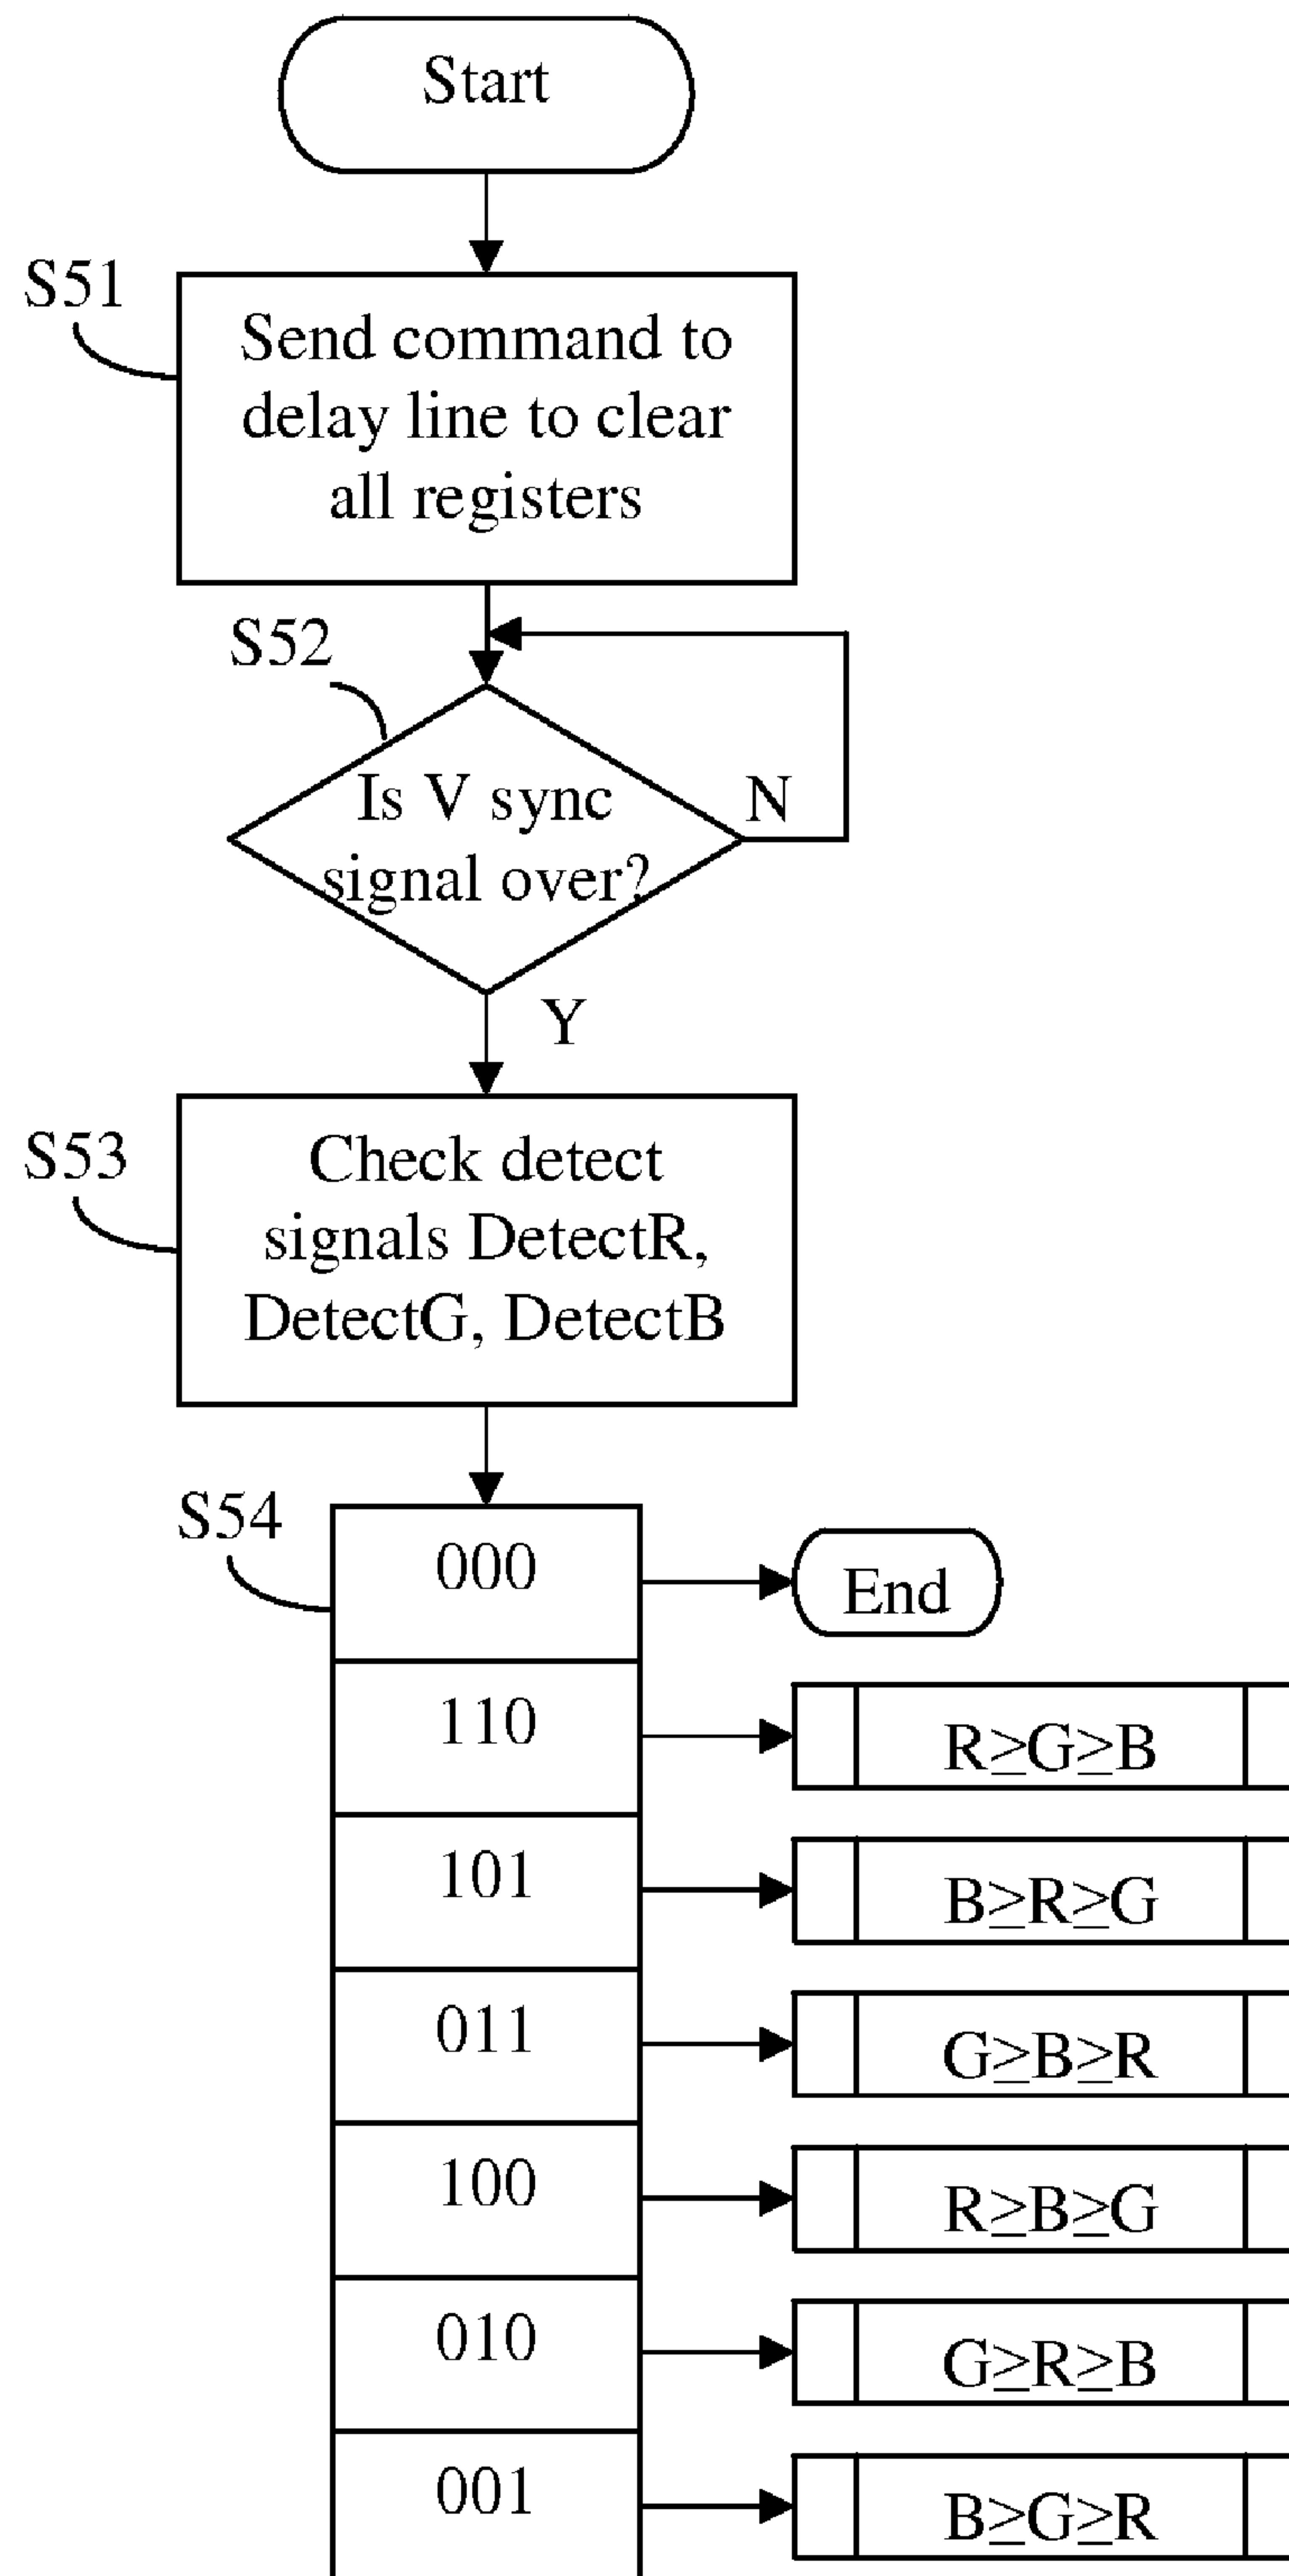 Start
S51
Send command to
delay line to clear
all registers
S52
Is V sync
signal over?
N
Y
S53
Check detect
signals DetectR,
DetectG, DetectB
S54
000
End
110
R≥G≥B
101
B≥R≥G
011
G≥B≥R
100
R≥B≥G
010
G≥R≥B
001
B≥G≥R